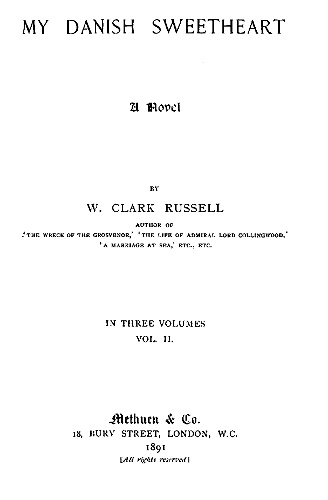 MY DANISH SWEETHEART
A Novel
BY
W. CLARK RUSSELL
AUTHOR OF
'THE WRECK OF THE GROSVENOR,' 'THE LIFE OF ADMIRAL LORD COLLINGWOOD,'
'A MARRIAGE AT SEA,' ETC., ETC.
IN THREE VOLUMES
VOL. II.
Methuen & Co.
18, BURY STREET, LONDON, W.C.
1891
[All rights reserved]